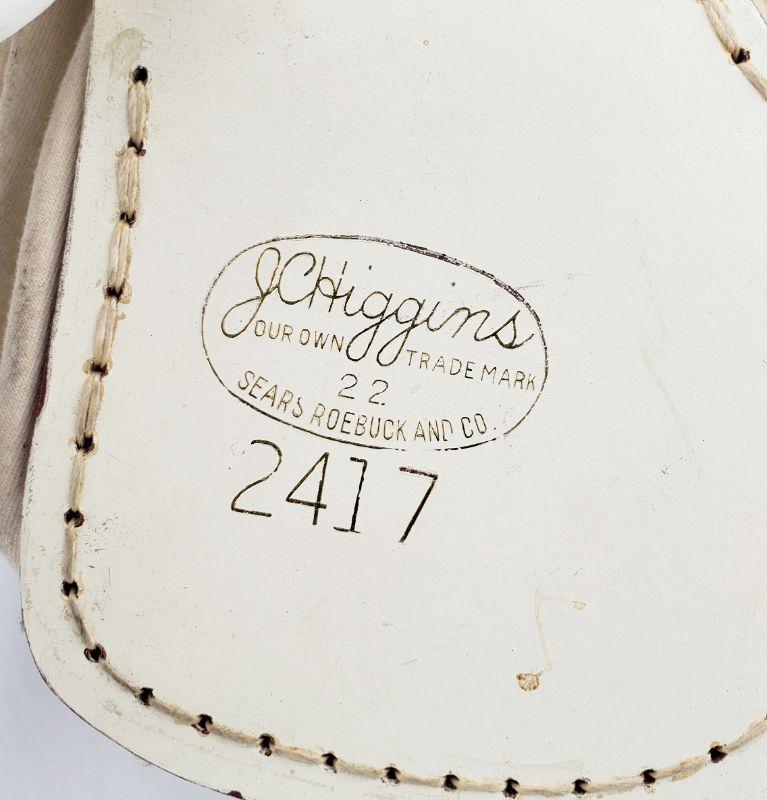 JCHiggins
OUR OWN TRADE MARK
22
SEARS ROEBUCK AND CO.
2417